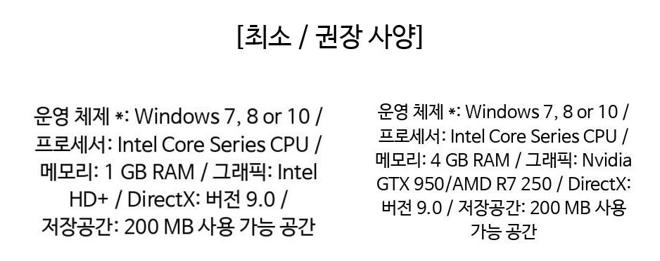 [최소 / 권장 사양]
운영 체제 *: Windows 7, 8 or 10 /
프로세서: Intel Core Series CPU /
메모리: 1 GB RAM / 그래픽: Intel
HD+ / DirectX: 버전 9.0 /
저장공간: 200 MB 사용 가능 공간
운영 체제 *: Windows 7, 8 or 10 /
프로세서: Intel Core Series CPU /
메모리: 4 GB RAM / 그래픽: Nvidia
GTX 950/AMD R7 250 / DirectX:
버전 9.0 / 저장공간: 200 MB 사용
가능 공간